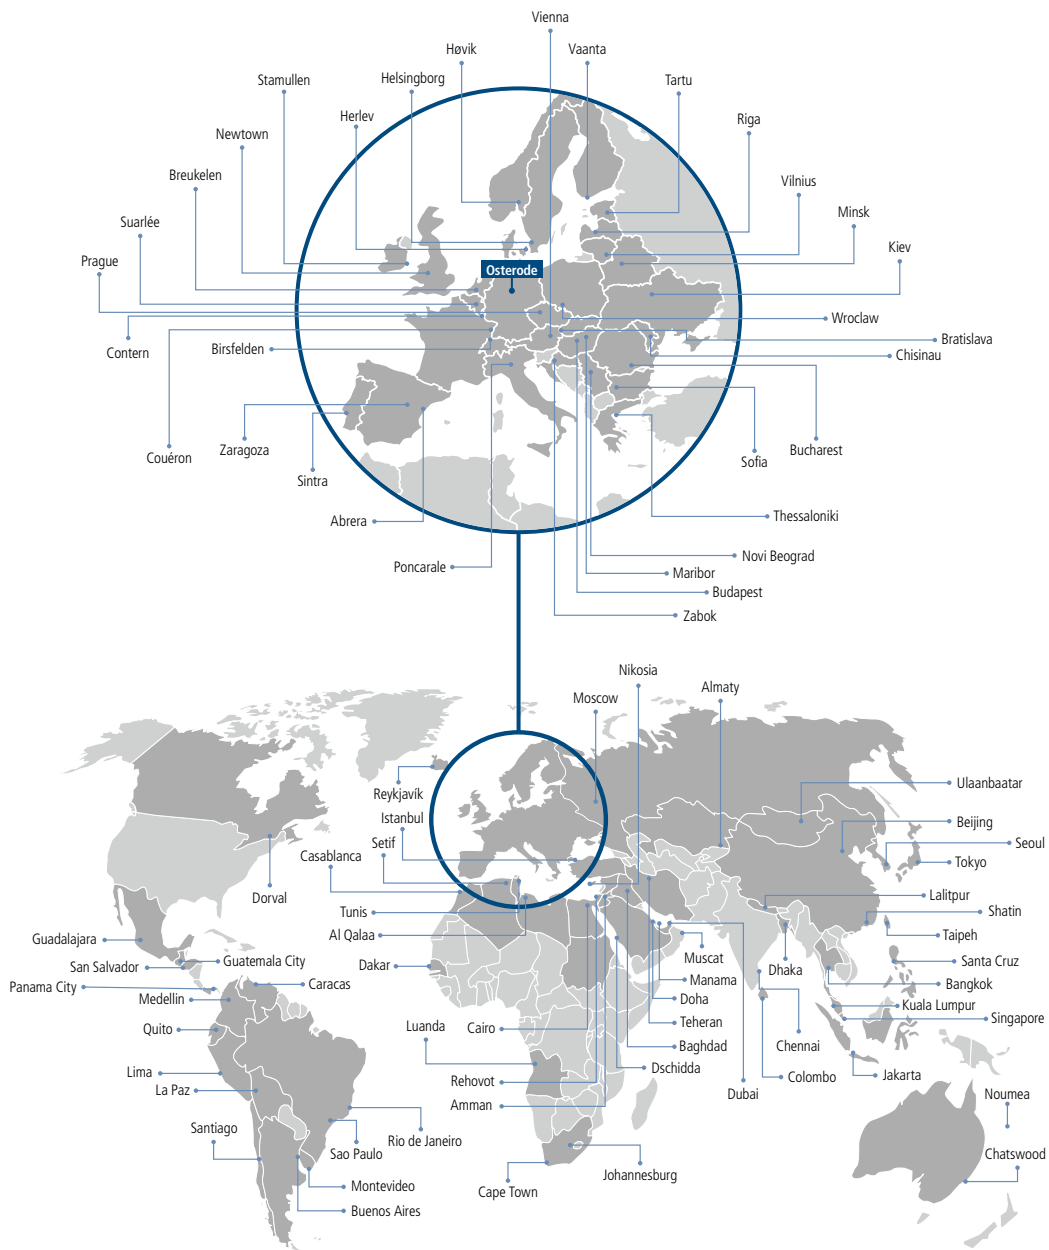 Vienna
Høvik
Vaanta
Helsingborg
Stamullen
Tartu
Herlev
Riga
Newtown
Breukelen
Vilnius
Suarlée
Minsk
Kiev
Prague
Osterode
Wroclaw
Bratislava
Contern
Birsfelden
Chisinau
Couéron
Zaragoza
Bucharest
Sofia
Sintra
Abrera
Thessaloniki
Novi Beograd
Poncarale
Maribor
Budapest
Zabok
Nikosia
Almaty
Moscow
Ulaanbaatar
Reykjavík
Istanbul
Beijing
Setif
Seoul
Casablanca
Tokyo
Dorval
Lalitpur
Tunis
Shatin
Guadalajara
Al Qalaa
Taipeh
Guatemala City
Muscat
Santa Cruz
San Salvador
Dakar
Dhaka
Panama City
Caracas
Manama
Bangkok
Medellin
Doha
Kuala Lumpur
Quito
Luanda
Cairo
Teheran
Singapore
Baghdad
Chennai
Lima
Dschidda
Rehovot
Colombo
Jakarta
La Paz
Dubai
Noumea
Amman
Santiago
Rio de Janeiro
Sao Paulo
Chatswood
Johannesburg
Montevideo
Cape Town
Buenos Aires